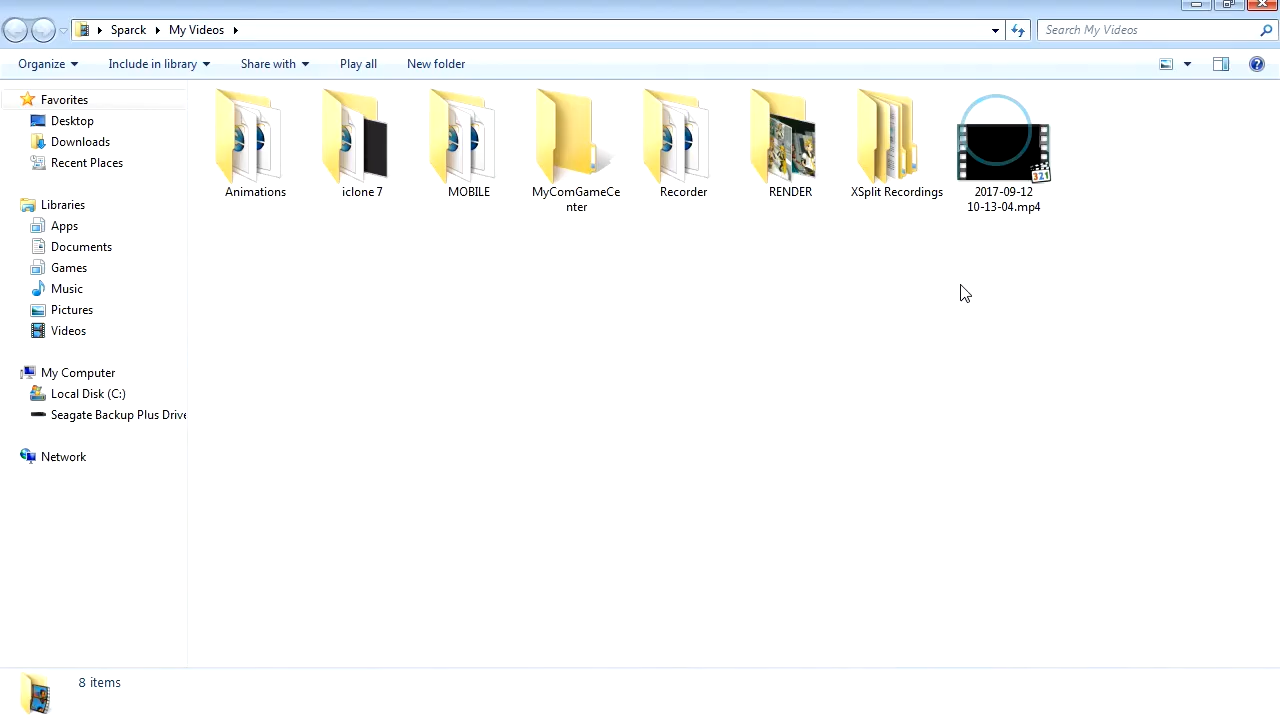 Sparck My Videos
Search My Videos
Organize Include in library Share with Play all New folder
Favorites
Desktop
Downloads
Recent Places
Libraries
Apps
Documents
Games
Music
Pictures
Videos
My Computer
Local Disk (C:)
Seagate Backup Plus Drive
Network
Animations
iclone 7
MOBILE
MyComGameCe
nter
Recorder
RENDER
XSplit Recordings
321
2017-09-12
10-13-04.mp4
8 items